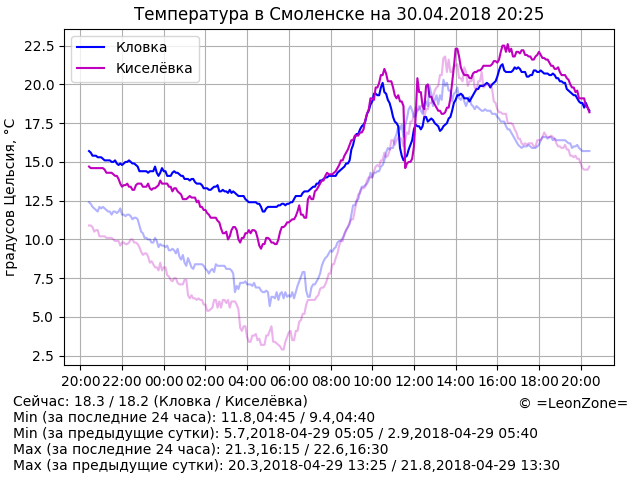 Температура в Смоленске на 30.04.2018 20:25
Кловка
Киселёвка
градусов Цельсия, °C
22.5
20.0
17.5
15.0
12.5
10.0
7.5
5.0
2.5
20:00 22:00 00:00 02:00 04:00 06:00 08:00 10:00 12:00 14:00 16:00 18:00 20:00
Сейчас: 18.3 / 18.2 (Кловка / Киселёвка)
© =LeonZone=
Min (за последние 24 часа): 11.8,04:45 / 9.4,04:40
Min (за предыдущие сутки): 5.7,2018-04-29 05:05 / 2.9,2018-04-29 05:40
Max (за последние 24 часа): 21.3,16:15 / 22.6,16:30
Max (за предыдущие сутки): 20.3,2018-04-29 13:25 / 21.8,2018-04-29 13:30